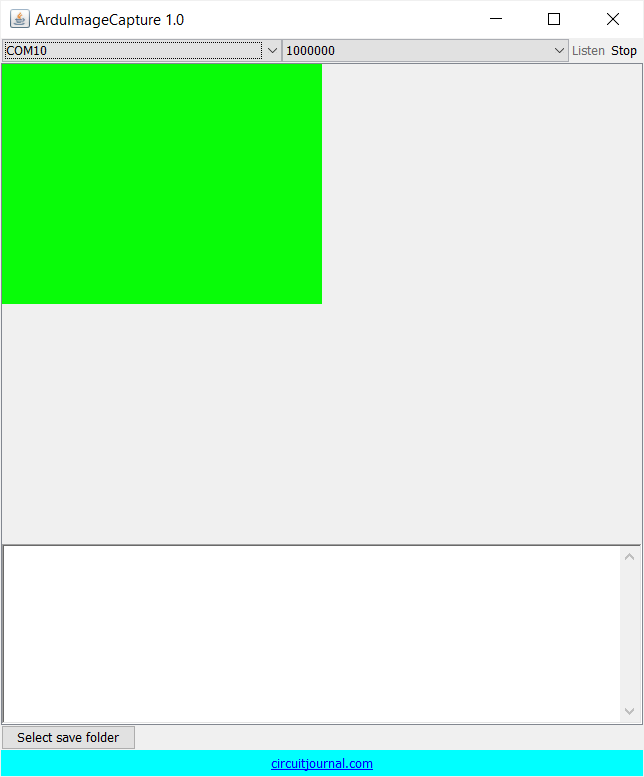 ArduImageCapture 1.0
COM10 1000000 Listen Stop
Select save folder
circuitjournal.com